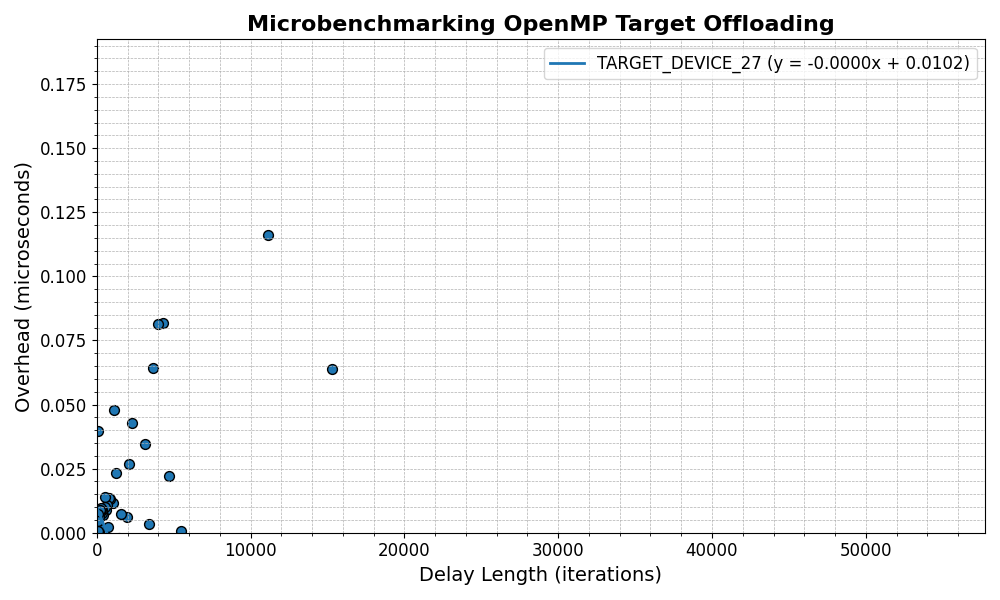 Microbenchmarking OpenMP Target Offloading
TARGET_DEVICE_27 (y = -0.0000x + 0.0102)
Overhead (microseconds)
0.175
0.150
0.125
0.100
0.075
0.050
0.025
0.000
0 10000 20000 30000 40000 50000
Delay Length (iterations)